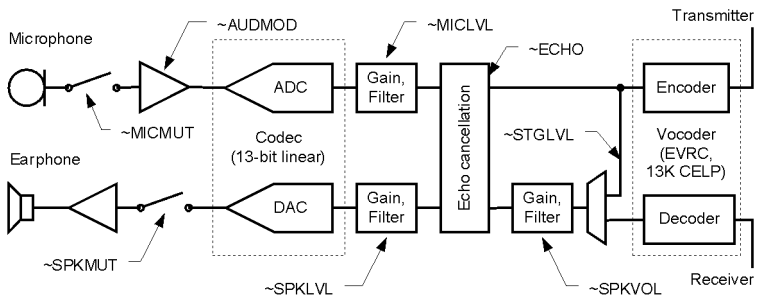 Microphone
~AUDMOD
~MICLVL
~ECHO
Transmitter
ADC
Gain,
Filter
Encoder
~MICMUT
Codec
(13-bit linear)
Echo cancellation
~STGLVL
Vocoder
(EVRC,
13K CELP)
Earphone
DAC
Gain,
Filter
Gain,
Filter
Decoder
~SPKMUT
~SPKLVL
~SPKVOL
Receiver